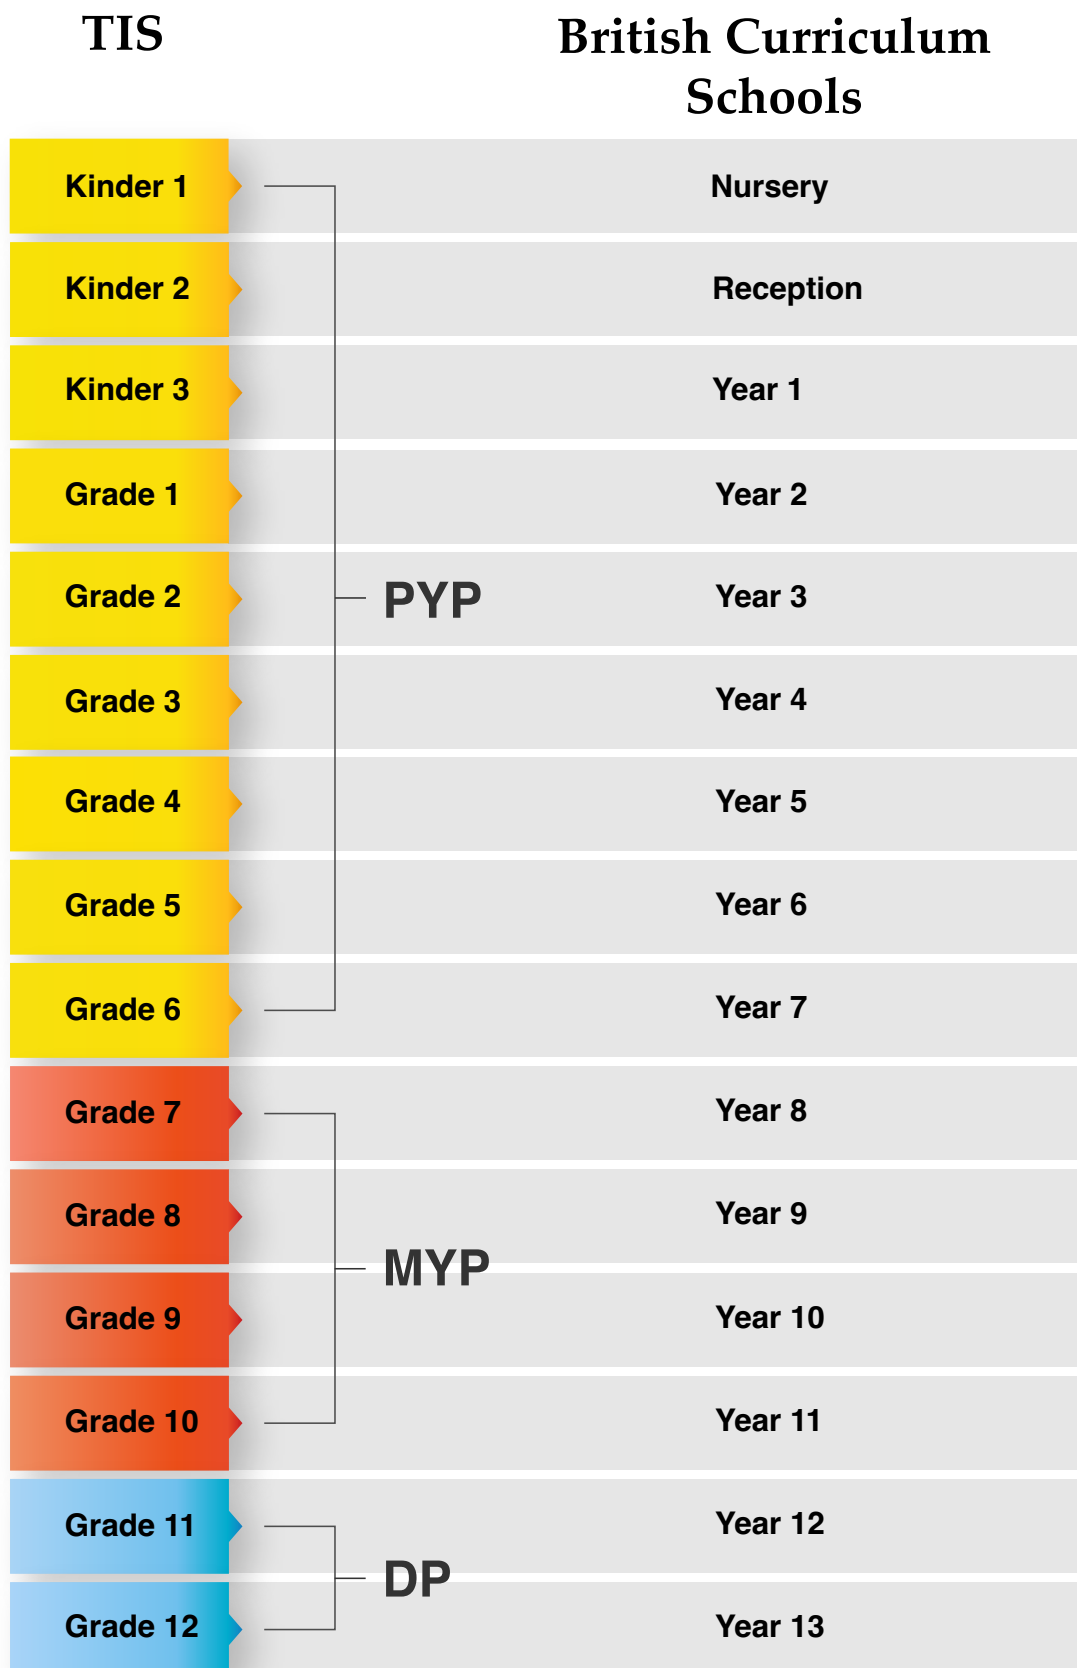 TIS
British Curriculum
Schools
Kinder 1
Nursery
Kinder 2
Reception
Kinder 3
Year 1
Grade 1
Year 2
Grade 2
PYP
Year 3
Grade 3
Year 4
Grade 4
Year 5
Grade 5
Year 6
Grade 6
Year 7
Grade 7
Year 8
Grade 8
Year 9
MYP
Grade 9
Year 10
Grade 10
Year 11
Grade 11
Year 12
DP
Grade 12
Year 13